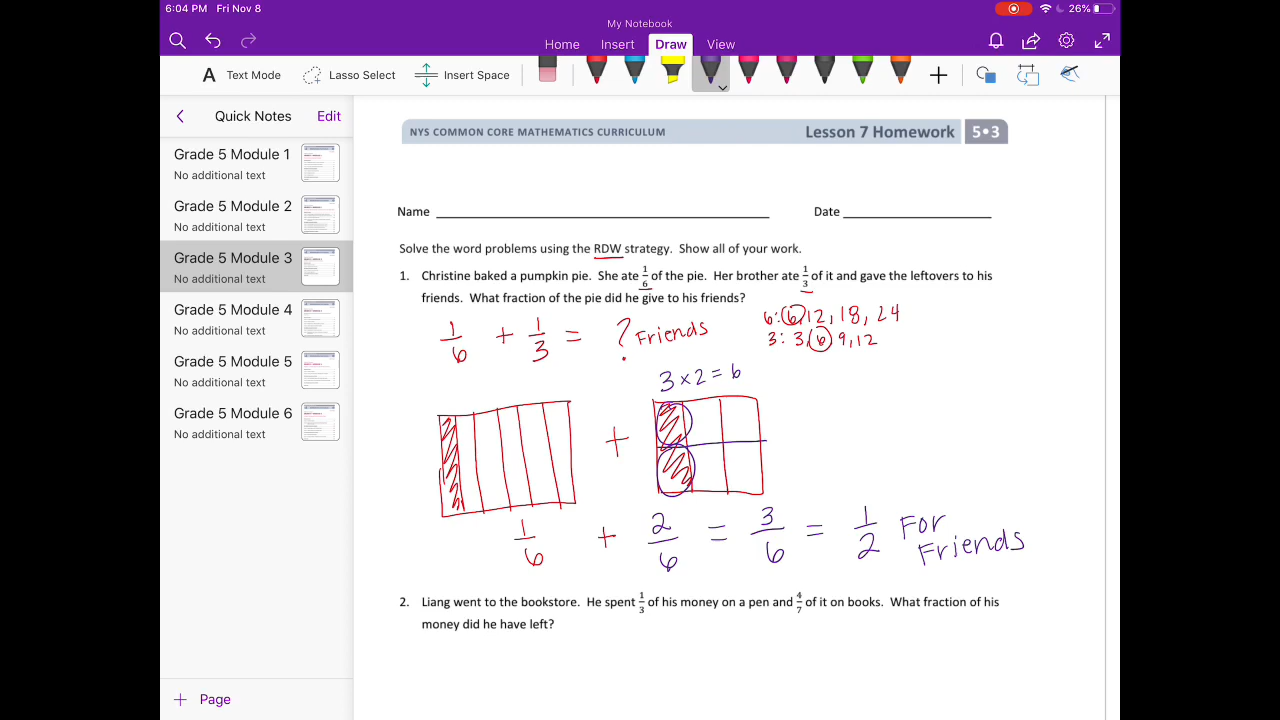 6:04 PM Fri Nov 8
26%
My Notebook
Home Insert Draw View
A Text Mode Lasso Select Insert Space
Quick Notes Edit
Grade 5 Module 1
No additional text
Grade 5 Module 2
No additional text
Grade 5 Module 3
No additional text
Grade 5 Module 4
No additional text
Grade 5 Module 5
No additional text
Grade 5 Module 6
No additional text
+ Page
NYS COMMON CORE MATHEMATICS CURRICULUM Lesson 7 Homework 5•3
Name Date
Solve the word problems using the RDW strategy. Show all of your work.
1. Christine baked a pumpkin pie. She ate 1/6 of the pie. Her brother ate 1/3 of it and gave the leftovers to his
friends. What fraction of the pie did he give to his friends?
6: 6, 12, 18, 24
1/6 + 1/3 = ? Friends
3: 3, 6, 9, 12
3 x 2 = 6
+
1/6 + 2/6 = 3/6 = 1/2 For
Friends
2. Liang went to the bookstore. He spent 1/3 of his money on a pen and 4/7 of it on books. What fraction of his
money did he have left?